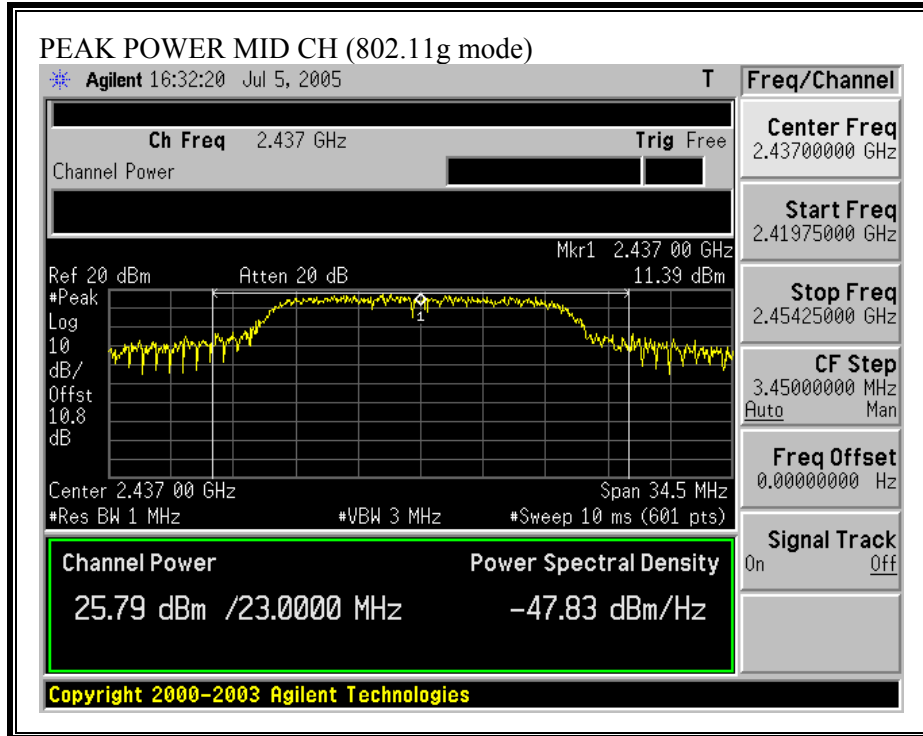 PEAK POWER MID CH (802.11g mode)
Agilent 16:32:20 Jul 5, 2005 T
Freq/Channel
Ch Freq 2.437 GHz Trig Free
Channel Power
Center Freq
2.43700000 GHz
Start Freq
2.41975000 GHz
Stop Freq
2.45425000 GHz
CF Step
3.45000000 MHz
Auto Man
Freq Offset
0.00000000 Hz
Signal Track
On Off
Mkr1 2.437 00 GHz
Ref 20 dBm Atten 20 dB 11.39 dBm
#Peak
Log
10
dB/
Offst
10.8
dB
1
Center 2.437 00 GHz Span 34.5 MHz
#Res BW 1 MHz #VBW 3 MHz #Sweep 10 ms (601 pts)
Channel Power Power Spectral Density
25.79 dBm /23.0000 MHz -47.83 dBm/Hz
Copyright 2000-2003 Agilent Technologies